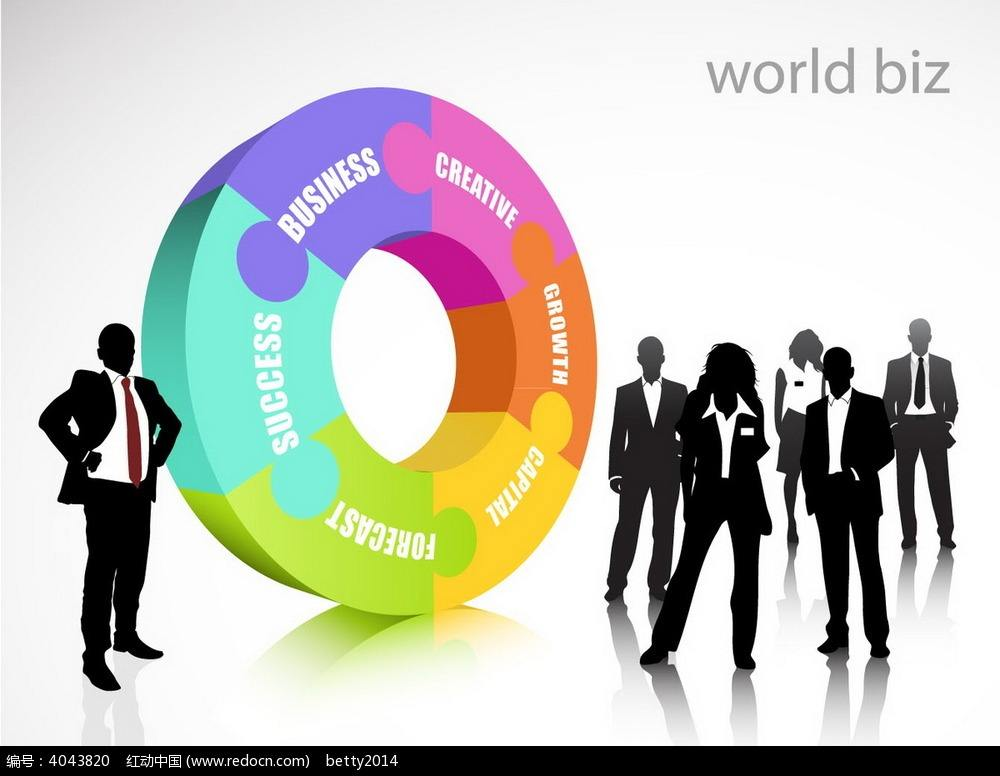 world biz
BUSINESS
CREATIVE
GROWTH
CAPITAL
FORECAST
SUCCESS
编号：4043820 红动中国 (www.redocn.com) betty2014